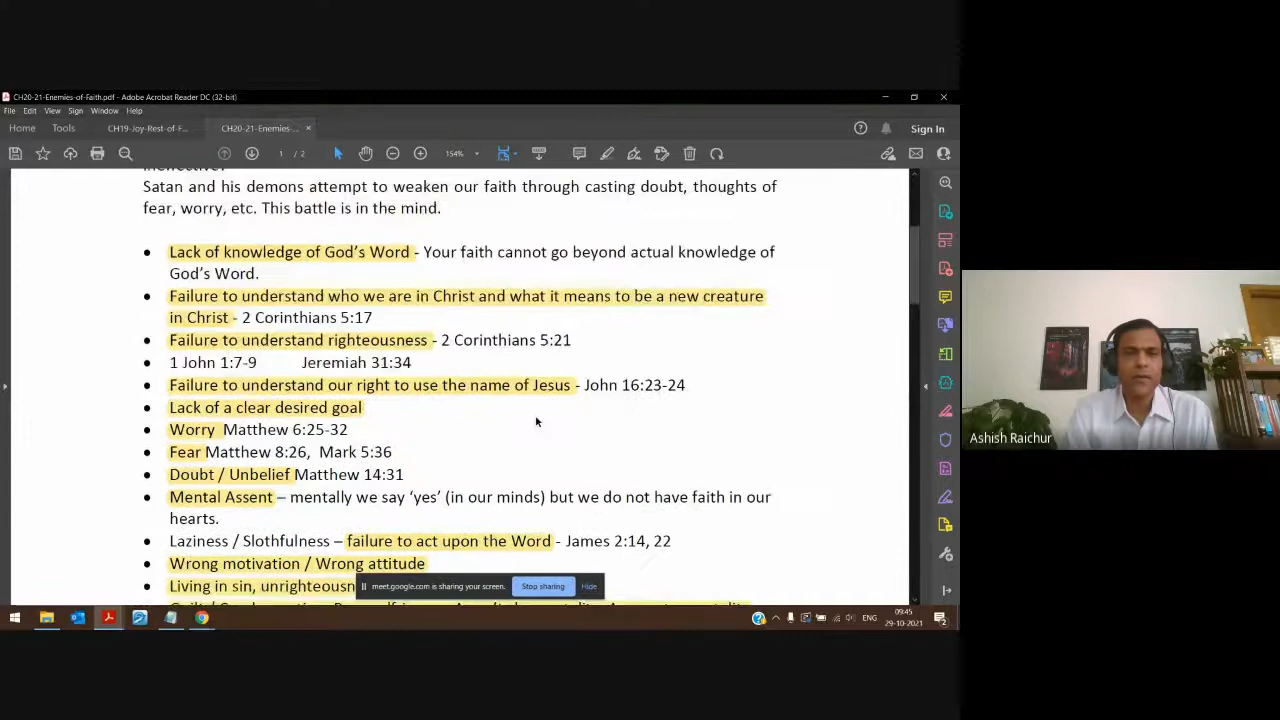 CH20-21-Enemies-of-Faith.pdf - Adobe Acrobat Reader DC (32-bit)
File Edit View Sign Window Help
Home Tools CH19-Joy-Rest-of-F... CH20-21-Enemies-... × Sign In
1 / 2 154%
Satan and his demons attempt to weaken our faith through casting doubt, thoughts of
fear, worry, etc. This battle is in the mind.
• Lack of knowledge of God's Word - Your faith cannot go beyond actual knowledge of
God's Word.
• Failure to understand who we are in Christ and what it means to be a new creature
in Christ - 2 Corinthians 5:17
• Failure to understand righteousness - 2 Corinthians 5:21
• 1 John 1:7-9 Jeremiah 31:34
• Failure to understand our right to use the name of Jesus - John 16:23-24
• Lack of a clear desired goal
• Worry Matthew 6:25-32
• Fear Matthew 8:26, Mark 5:36
• Doubt / Unbelief Matthew 14:31
• Mental Assent – mentally we say 'yes' (in our minds) but we do not have faith in our
hearts.
• Laziness / Slothfulness – failure to act upon the Word - James 2:14, 22
• Wrong motivation / Wrong attitude
• Living in sin, unrighteousn
meet.google.com is sharing your screen. Stop sharing Hide
ENG 09:45
29-10-2021
Ashish Raichur